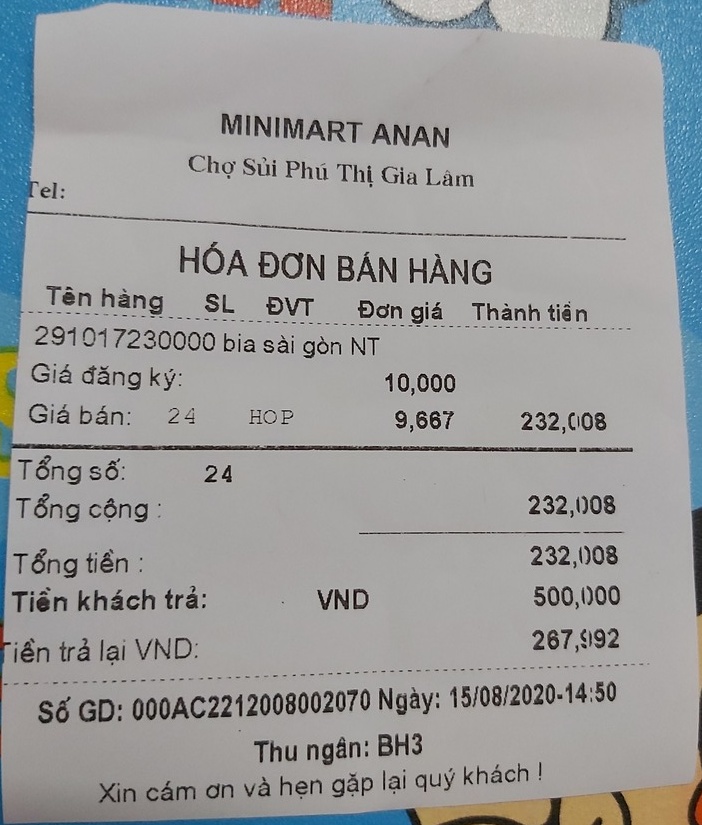 MINIMART ANAN
Chợ Sủi Phú Thị Gia Lâm
Tel:
HÓA ĐƠN BÁN HÀNG
Tên hàng SL ĐVT Đơn giá Thành tiền
291017230000 bia sài gòn NT
Giá đăng ký: 10,000
Giá bán: 24 HOP 9,667 232,008
Tổng số: 24
Tổng cộng : 232,008
Tổng tiền : 232,008
Tiền khách trả: VND 500,000
Tiền trả lại VND: 267,992
Số GD: 000AC2212008002070 Ngày: 15/08/2020-14:50
Thu ngân: BH3
Xin cám ơn và hẹn gặp lại quý khách !